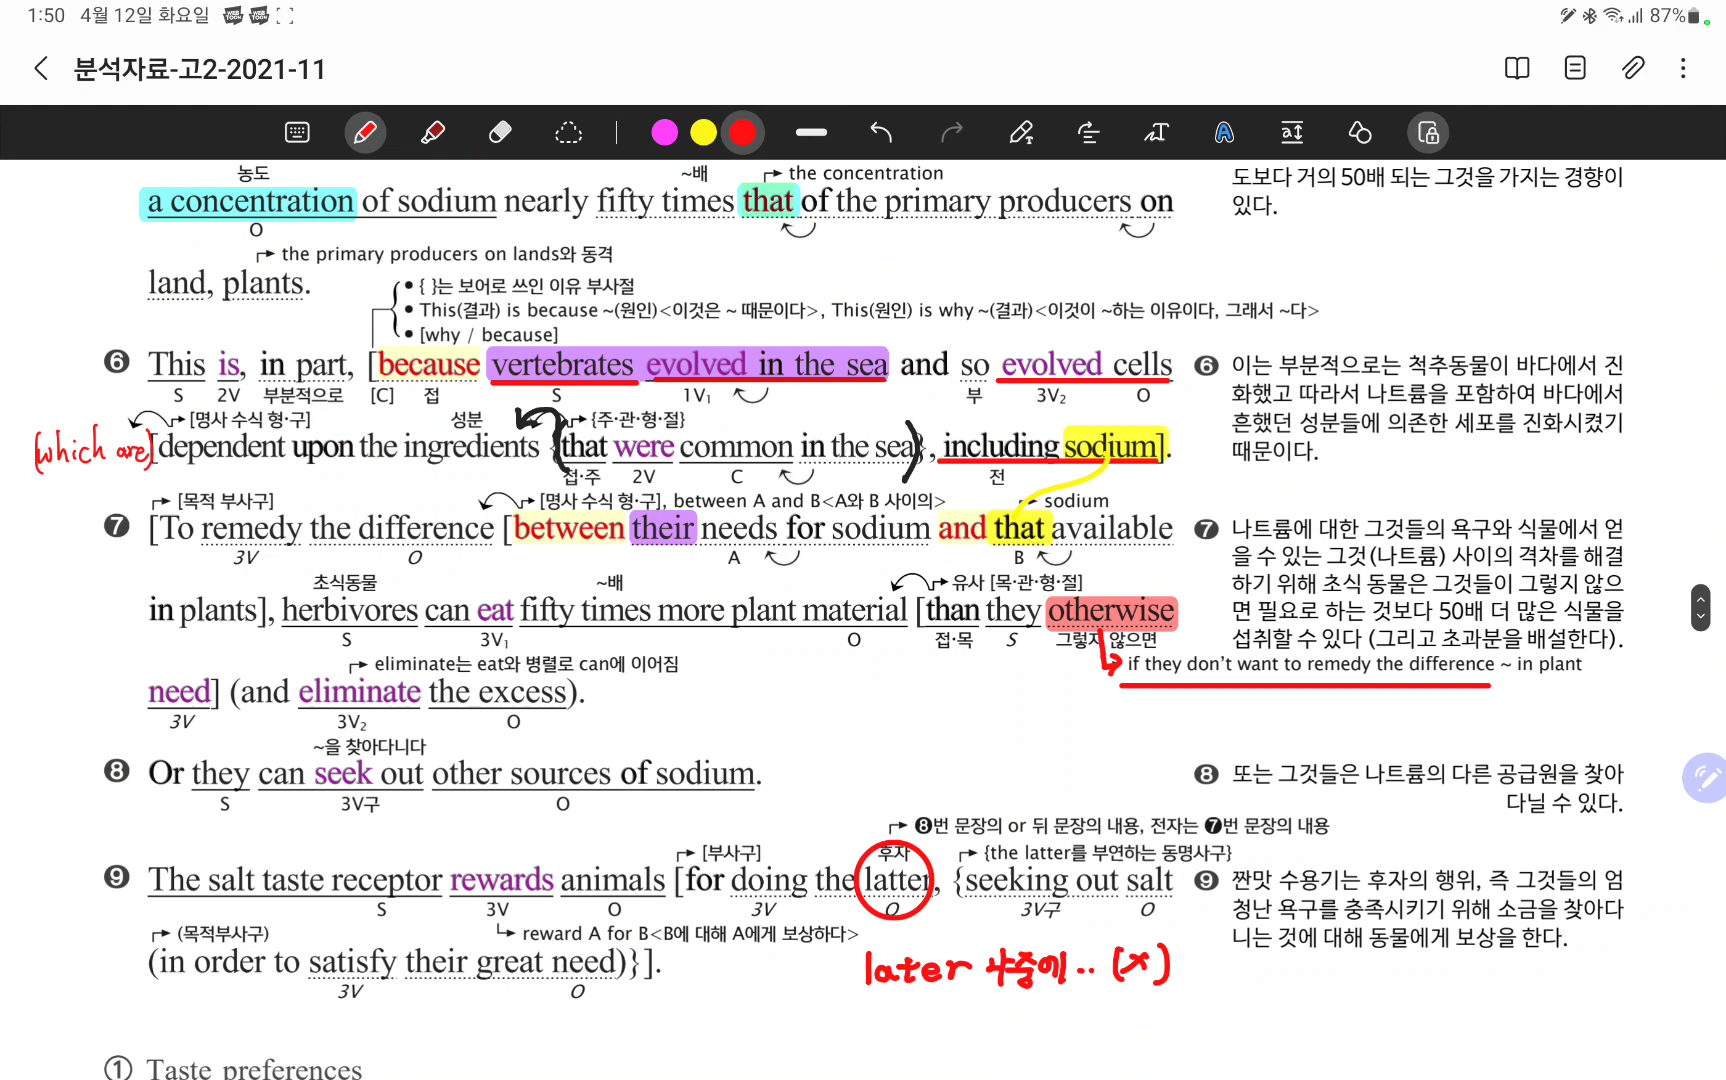 1:50 4월 12일 화요일 WEB TOON WEB TOON 87%
분석자료-고2-2021-11
농도 ~배 the concentration
a concentration of sodium nearly fifty times that of the primary producers on
O
the primary producers on lands와 동격
land, plants.
• { }는 보어로 쓰인 이유 부사절
• This(결과) is because ~(원인)<이것은 ~ 때문이다>, This(원인) is why ~(결과)<이것이 ~하는 이유이다, 그래서 ~다>
• [why / because]
❻ This is, in part, [because vertebrates evolved in the sea and so evolved cells
S 2V 부분적으로 [C] 접 S 1V₁ 부 3V₂ O
[명사 수식 형·구] 성분 {주·관·형·절}
(which are) [dependent upon the ingredients {that were common in the sea}, including sodium].
접·주 2V C 전
[목적 부사구] [명사 수식 형·구], between A and B<A와 B 사이의> sodium
❼ [To remedy the difference [between their needs for sodium and that available
3V O A B
초식동물 ~배 유사 [목·관·형·절]
in plants], herbivores can eat fifty times more plant material [than they otherwise
S 3V₁ O 접·목 S 그렇지 않으면
eliminate는 eat와 병렬로 can에 이어짐 if they don't want to remedy the difference ~ in plant
need] (and eliminate the excess).
3V 3V₂ O
~을 찾아다니다
❽ Or they can seek out other sources of sodium.
S 3V구 O
❽번 문장의 or 뒤 문장의 내용, 전자는 ❼번 문장의 내용
[부사구] 후자 {the latter를 부연하는 동명사구}
❾ The salt taste receptor rewards animals [for doing the latter, {seeking out salt
S 3V O 3V O 3V구 O
(목적부사구) reward A for B<B에 대해 A에게 보상하다>
(in order to satisfy their great need)}].
3V O
later 나중에.. (x)
① Taste preferences
도보다 거의 50배 되는 그것을 가지는 경향이
있다.
❻ 이는 부분적으로는 척추동물이 바다에서 진
화했고 따라서 나트륨을 포함하여 바다에서
흔했던 성분들에 의존한 세포를 진화시켰기
때문이다.
❼ 나트륨에 대한 그것들의 욕구와 식물에서 얻
을 수 있는 그것(나트륨) 사이의 격차를 해결
하기 위해 초식 동물은 그것들이 그렇지 않으
면 필요로 하는 것보다 50배 더 많은 식물을
섭취할 수 있다 (그리고 초과분을 배설한다).
❽ 또는 그것들은 나트륨의 다른 공급원을 찾아
다닐 수 있다.
❾ 짠맛 수용기는 후자의 행위, 즉 그것들의 엄
청난 욕구를 충족시키기 위해 소금을 찾아다
니는 것에 대해 동물에게 보상을 한다.